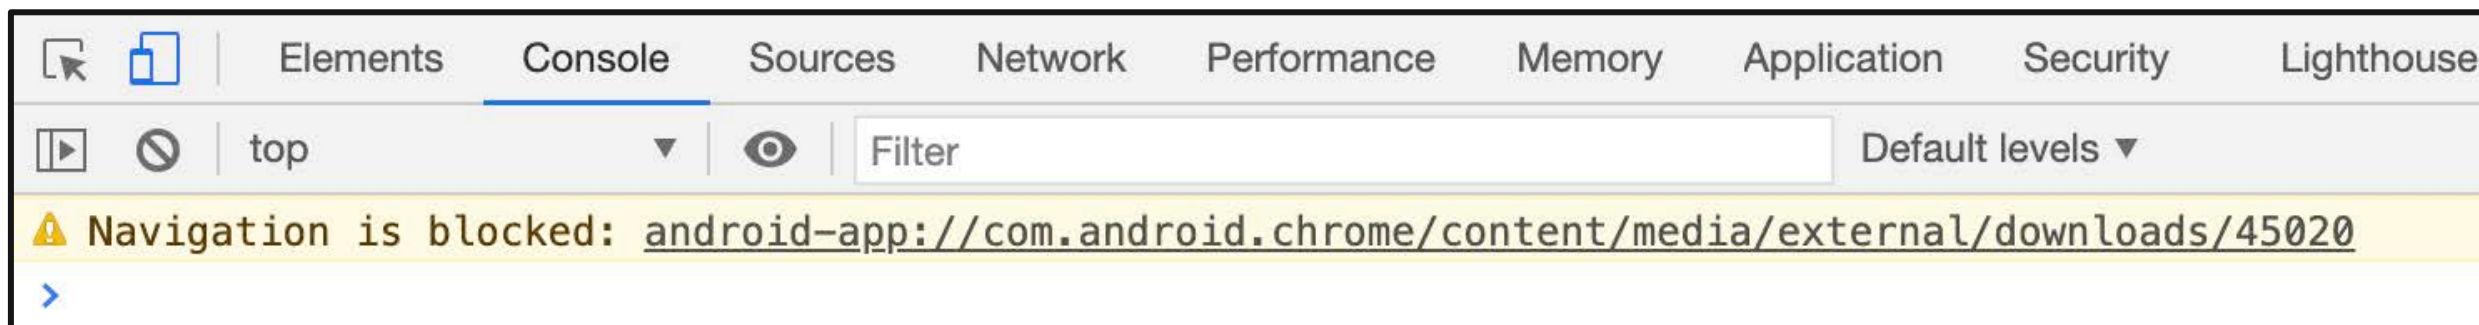 Elements Console Sources Network Performance Memory Application Security Lighthouse
top ▼ Filter Default levels ▼
Navigation is blocked: android-app://com.android.chrome/content/media/external/downloads/45020
>